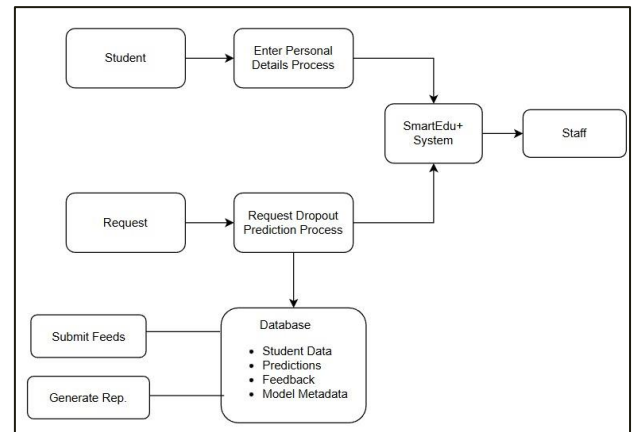 Student
Enter Personal
Details Process
SmartEdu+
System
Staff
Request
Request Dropout
Prediction Process
Submit Feeds
Generate Rep.
Database
• Student Data
• Predictions
• Feedback
• Model Metadata